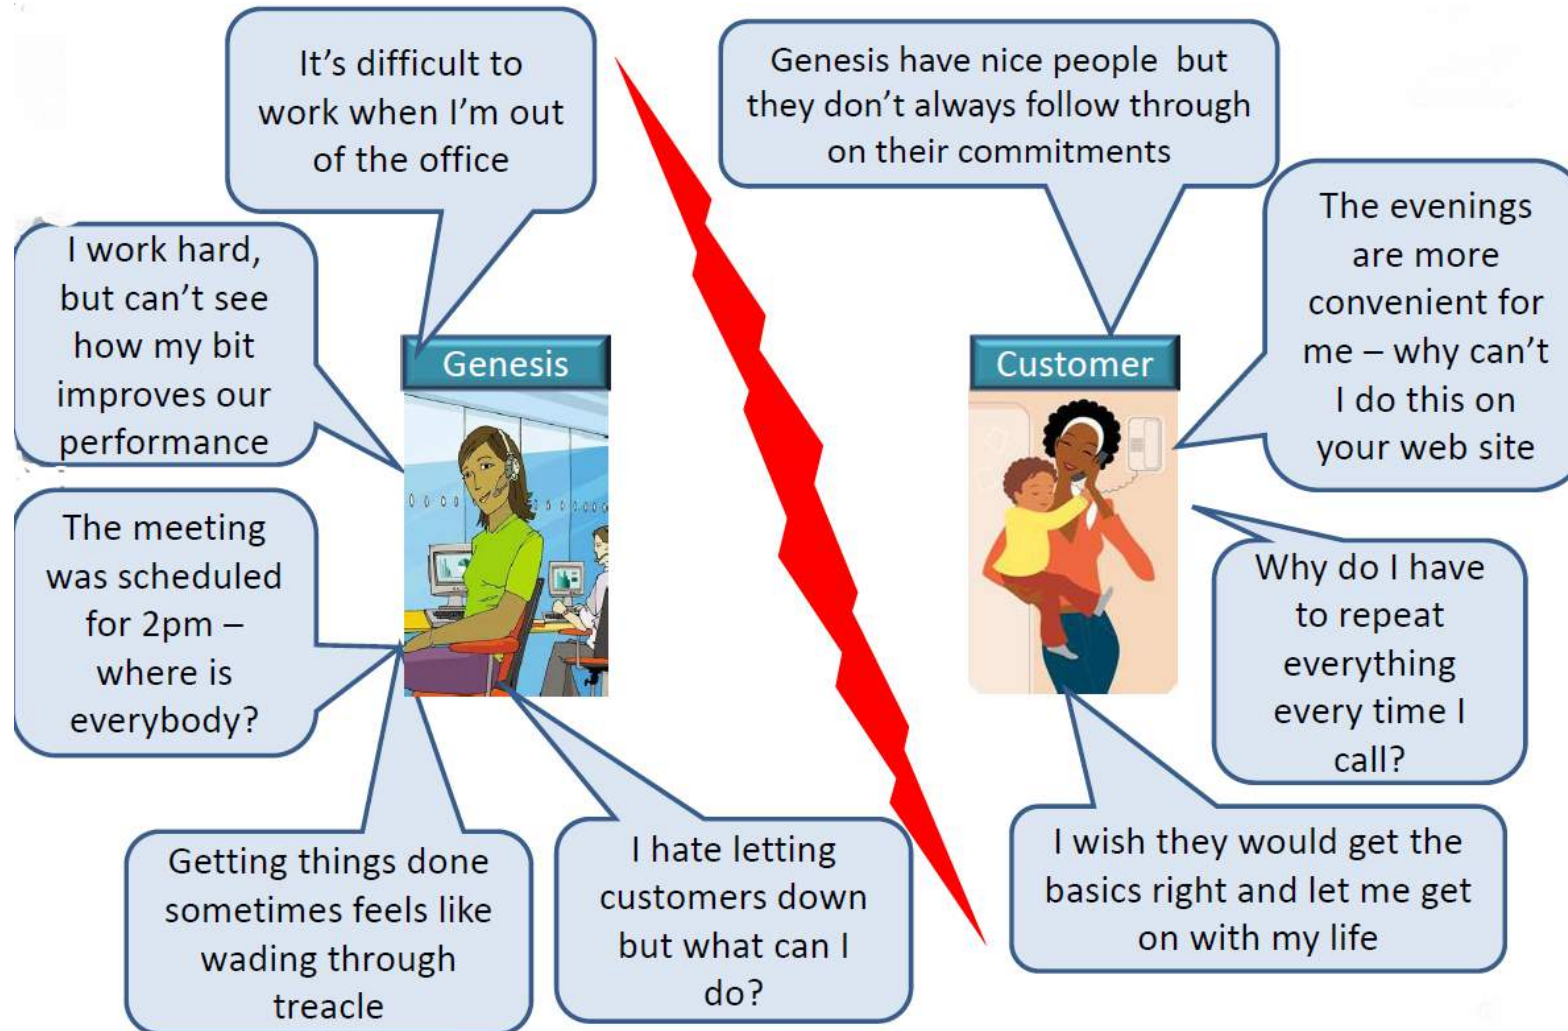 It’s difficult to
work when I’m out
of the office
I work hard,
but can’t see
how my bit
improves our
performance
The meeting
was scheduled
for 2pm –
where is
everybody?
Getting things done
sometimes feels like
wading through
treacle
I hate letting
customers down
but what can I
do?
Genesis
Genesis have nice people  but
they don’t always follow through
on their commitments
The evenings
are more
convenient for
me – why can’t
I do this on
your web site
Customer
Why do I have
to repeat
everything
every time I
call?
I wish they would get the
basics right and let me get
on with my life